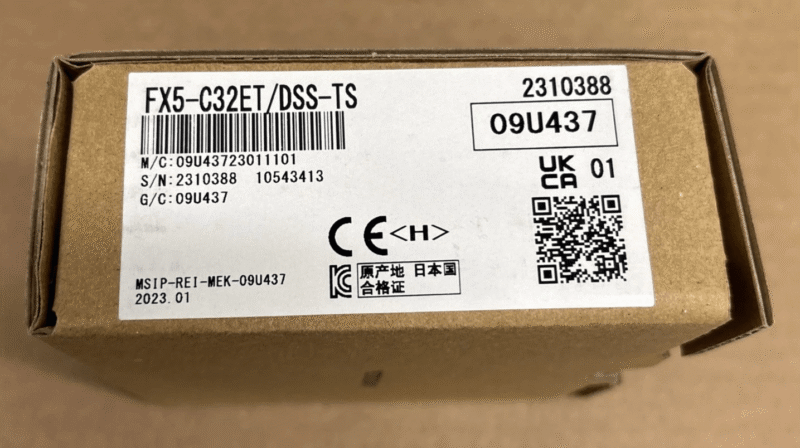 FX5-C32ET/DSS-TS
2310388
09U437
M/C:09U43723011101
S/N:2310388 10543413
G/C:09U437
UK
CA 01
CE <H>
原产地 日本国
合格证
MSIP-REI-MEK-09U437
2023.01